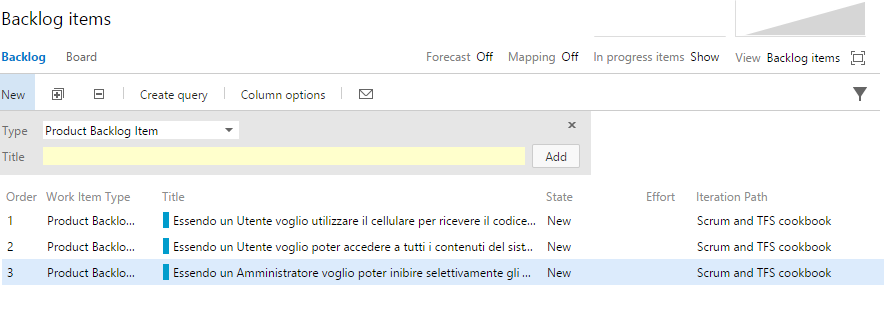 Backlog items
Backlog Board Forecast Off Mapping Off In progress items Show View Backlog items
New Create query Column options
Type Product Backlog Item
Title Add
Order Work Item Type Title State Effort Iteration Path
1 Product Backlo... Essendo un Utente voglio utilizzare il cellulare per ricevere il codice... New Scrum and TFS cookbook
2 Product Backlo... Essendo un Utente voglio poter accedere a tutti i contenuti del sist... New Scrum and TFS cookbook
3 Product Backlo... Essendo un Amministratore voglio poter inibire selettivamente gli ... New Scrum and TFS cookbook